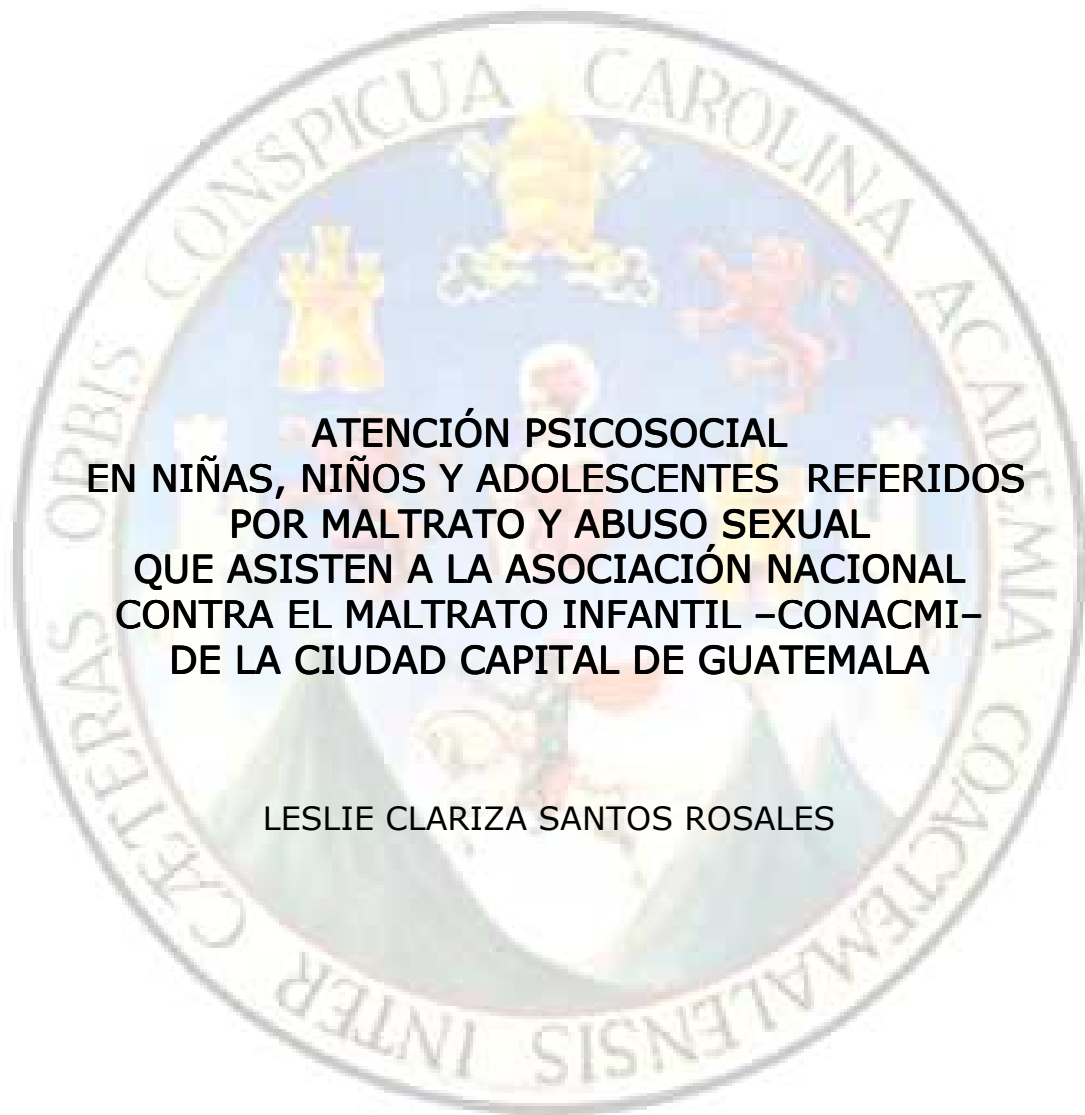 CAROLINA ACADEMIA COACTEMALENSIS INTER CÆTERAS ORBIS CONSPICUA
ATENCIÓN PSICOSOCIAL
EN NIÑAS, NIÑOS Y ADOLESCENTES REFERIDOS
POR MALTRATO Y ABUSO SEXUAL
QUE ASISTEN A LA ASOCIACIÓN NACIONAL
CONTRA EL MALTRATO INFANTIL –CONACMI–
DE LA CIUDAD CAPITAL DE GUATEMALA
LESLIE CLARIZA SANTOS ROSALES